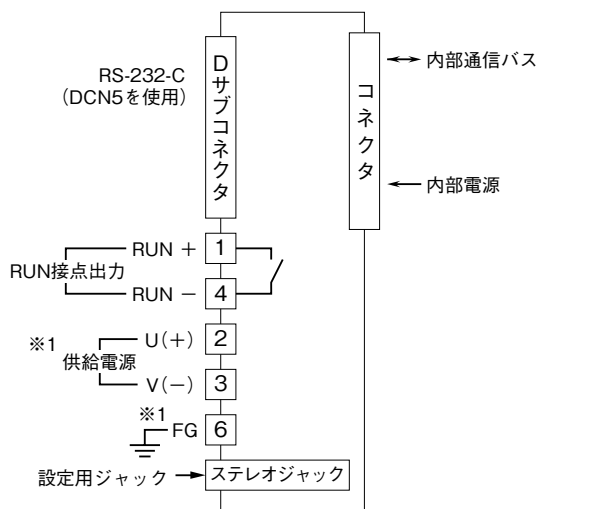 RS-232-C
（DCN5を使用）
Dサブコネクタ
コネクタ
内部通信バス
内部電源
RUN接点出力
RUN ＋
1
RUN －
4
※1
供給電源
U（＋）
2
V（－）
3
※1
FG
6
設定用ジャック
ステレオジャック